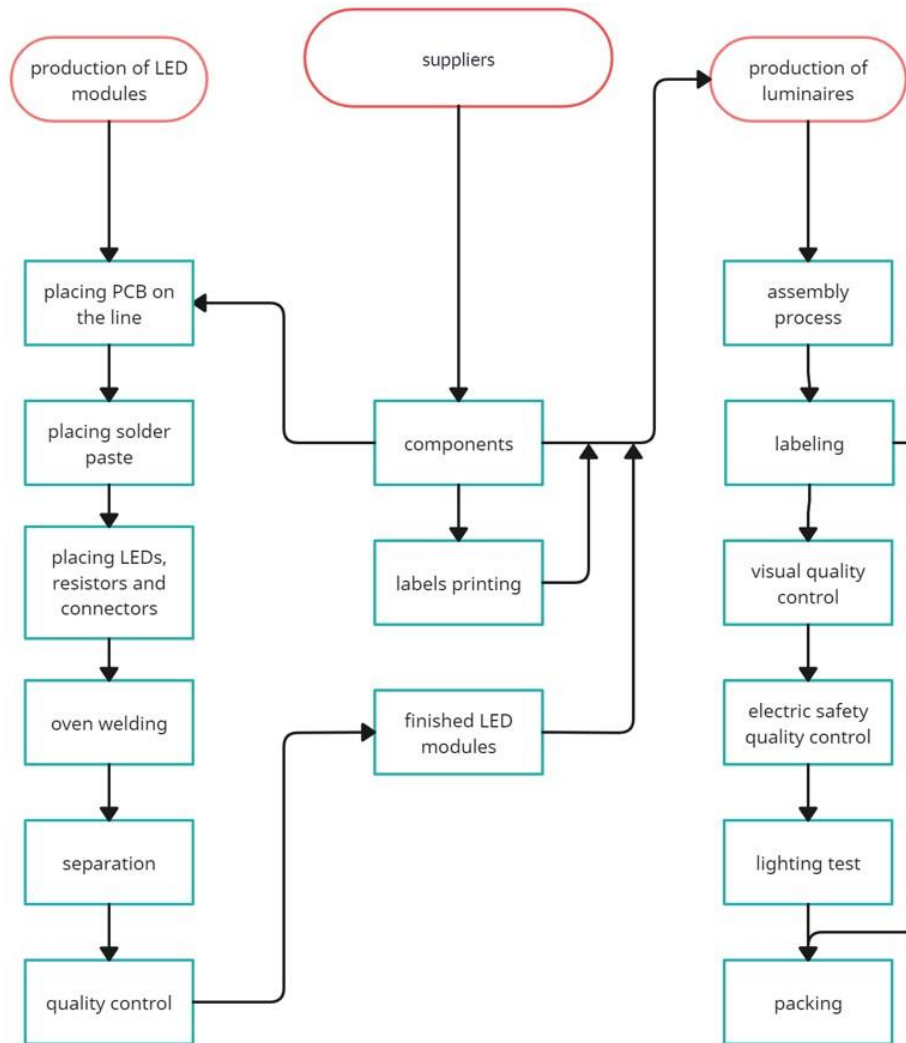 production of LED
modules
suppliers
production of
luminaires
placing PCB on
the line
assembly
process
placing solder
paste
components
labeling
placing LEDs,
resistors and
connectors
labels printing
visual quality
control
oven welding
finished LED
modules
electric safety
quality control
separation
lighting test
quality control
packing